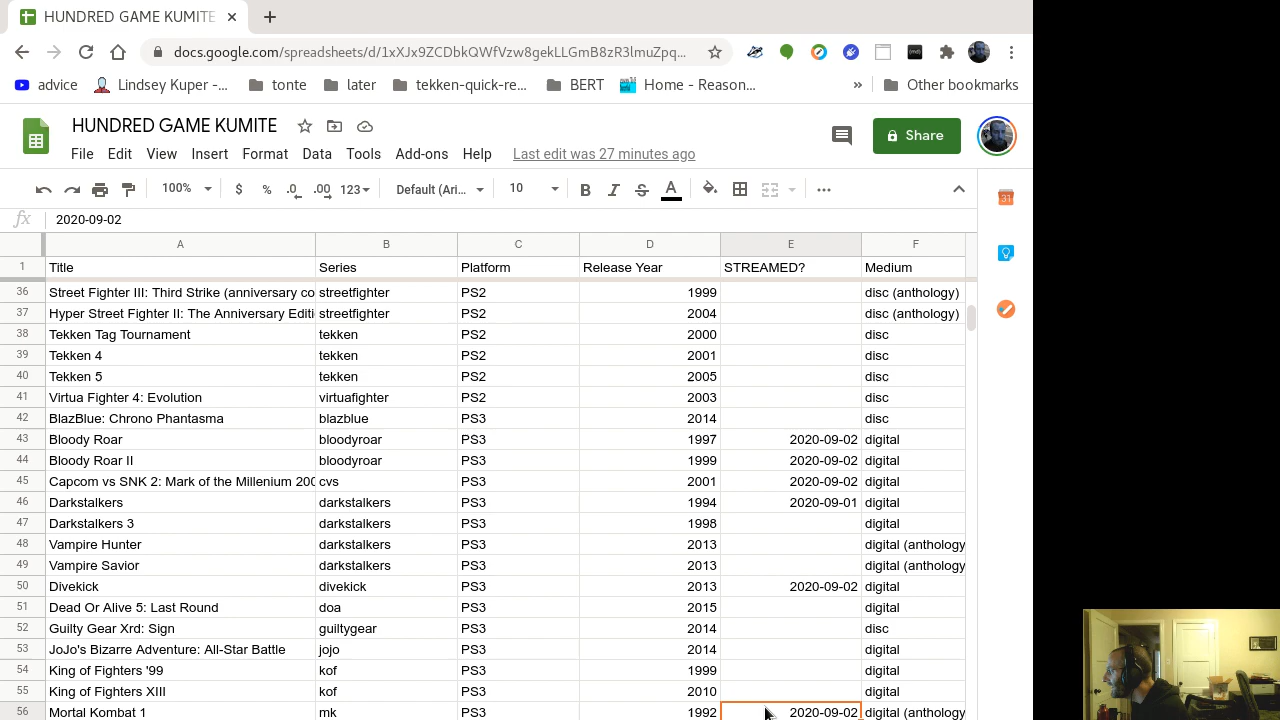 HUNDRED GAME KUMITE
docs.google.com/spreadsheets/d/1xXJx9ZCDbkQWfVzw8gekLLGmB8zR3lmuZpq...
advice Lindsey Kuper -... tonte later tekken-quick-re... BERT Home - Reason... » Other bookmarks
HUNDRED GAME KUMITE
Share
File Edit View Insert Format Data Tools Add-ons Help Last edit was 27 minutes ago
100% $ % .0 .00 123 Default (Ari... 10 B I S A
fx 2020-09-02
A B C D E F
1 Title Series Platform Release Year STREAMED? Medium
36 Street Fighter III: Third Strike (anniversary co streetfighter PS2 1999 disc (anthology)
37 Hyper Street Fighter II: The Anniversary Editi streetfighter PS2 2004 disc (anthology)
38 Tekken Tag Tournament tekken PS2 2000 disc
39 Tekken 4 tekken PS2 2001 disc
40 Tekken 5 tekken PS2 2005 disc
41 Virtua Fighter 4: Evolution virtuafighter PS2 2003 disc
42 BlazBlue: Chrono Phantasma blazblue PS3 2014 disc
43 Bloody Roar bloodyroar PS3 1997 2020-09-02 digital
44 Bloody Roar II bloodyroar PS3 1999 2020-09-02 digital
45 Capcom vs SNK 2: Mark of the Millenium 200 cvs PS3 2001 2020-09-02 digital
46 Darkstalkers darkstalkers PS3 1994 2020-09-01 digital
47 Darkstalkers 3 darkstalkers PS3 1998 digital
48 Vampire Hunter darkstalkers PS3 2013 digital (anthology
49 Vampire Savior darkstalkers PS3 2013 digital (anthology
50 Divekick divekick PS3 2013 2020-09-02 digital
51 Dead Or Alive 5: Last Round doa PS3 2015 digital
52 Guilty Gear Xrd: Sign guiltygear PS3 2014 disc
53 JoJo's Bizarre Adventure: All-Star Battle jojo PS3 2014 digital
54 King of Fighters '99 kof PS3 1999 digital
55 King of Fighters XIII kof PS3 2010 digital
56 Mortal Kombat 1 mk PS3 1992 2020-09-02 digital (anthology